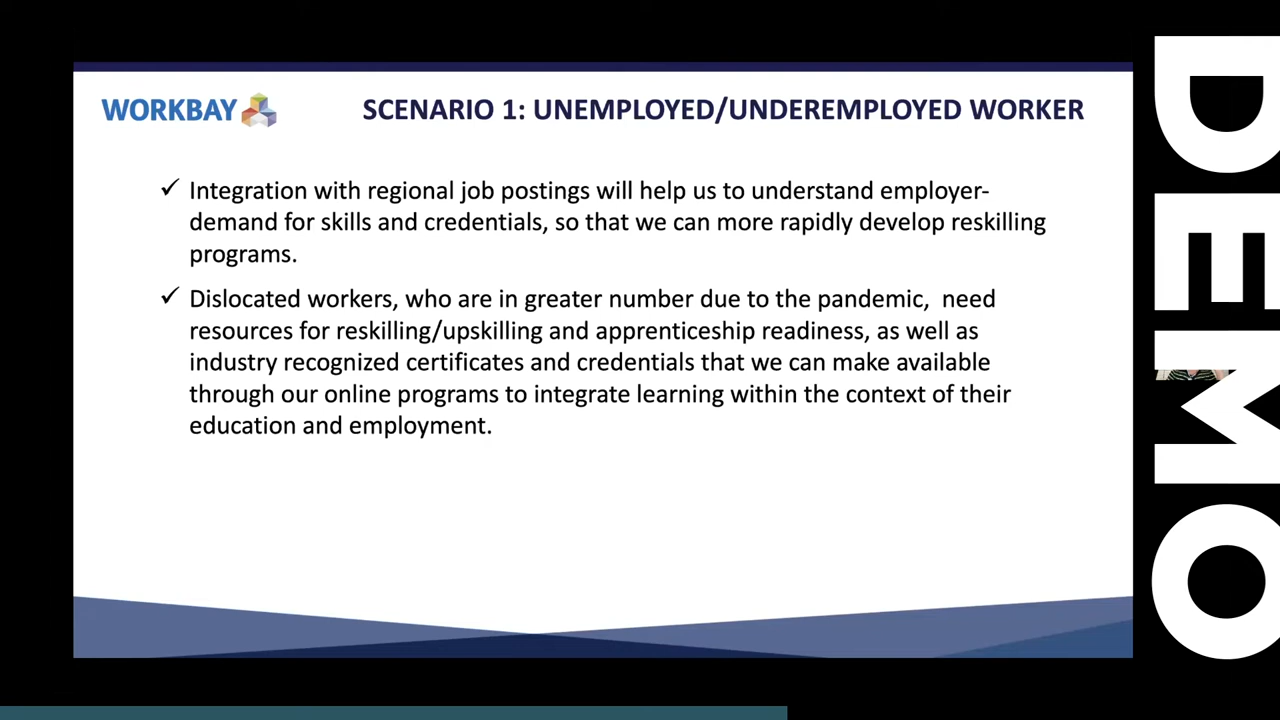 WORKBAY
SCENARIO 1: UNEMPLOYED/UNDEREMPLOYED WORKER
✓ Integration with regional job postings will help us to understand employer-
demand for skills and credentials, so that we can more rapidly develop reskilling
programs.
✓ Dislocated workers, who are in greater number due to the pandemic,  need
resources for reskilling/upskilling and apprenticeship readiness, as well as
industry recognized certificates and credentials that we can make available
through our online programs to integrate learning within the context of their
education and employment.
DEMO